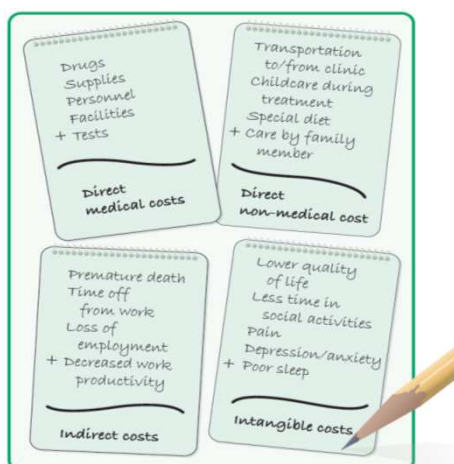 Drugs
Supplies
Personnel
Facilities
+ Tests
Direct
medical costs
Transportation
to/from clinic
Childcare during
treatment
Special diet
+ Care by family
member
Direct
non-medical cost
Premature death
Time off
from work
Loss of
employment
+ Decreased work
productivity
Indirect costs
Lower quality
of life
Less time in
social activities
Pain
Depression/anxiety
+ Poor sleep
Intangible costs